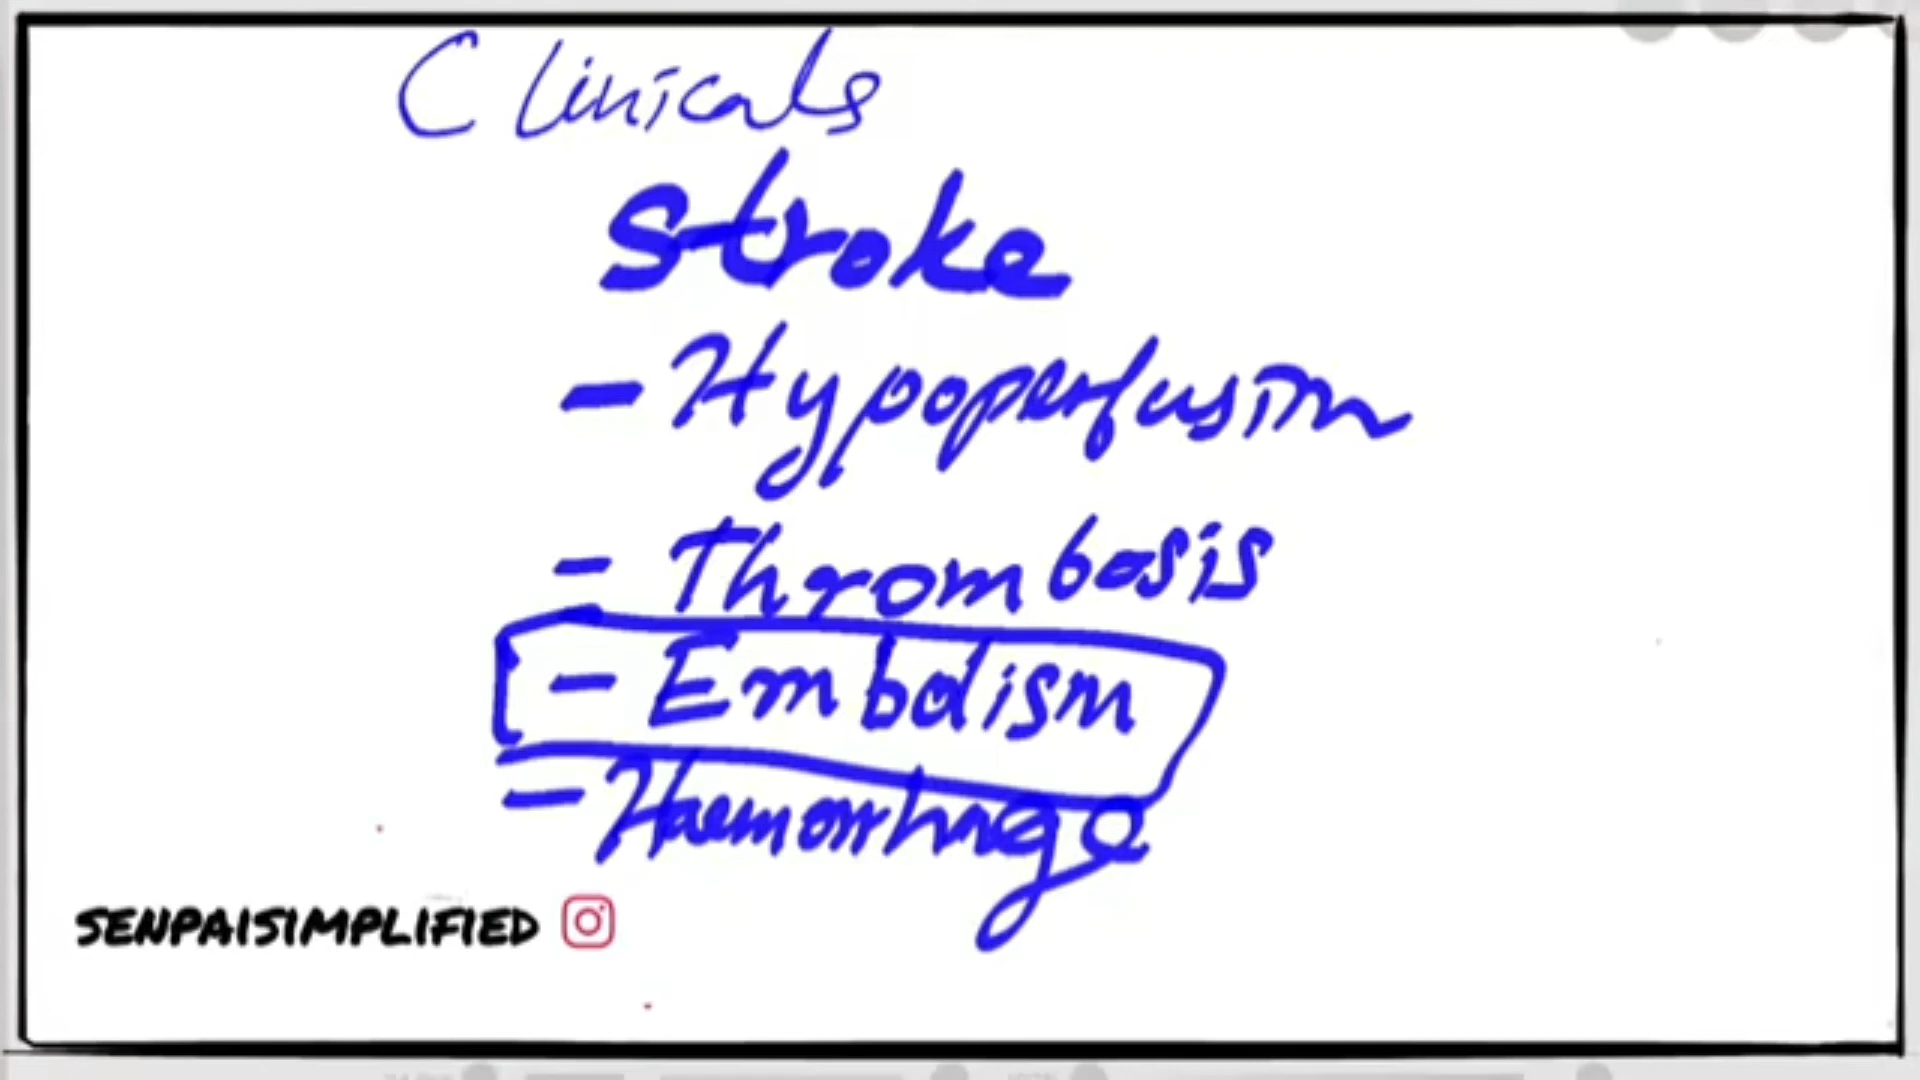 Clinicals
Stroke
- Hypoperfusion
- Thrombosis
- Embolism
- Haemorrhage
SENPAISIMPLIFIED